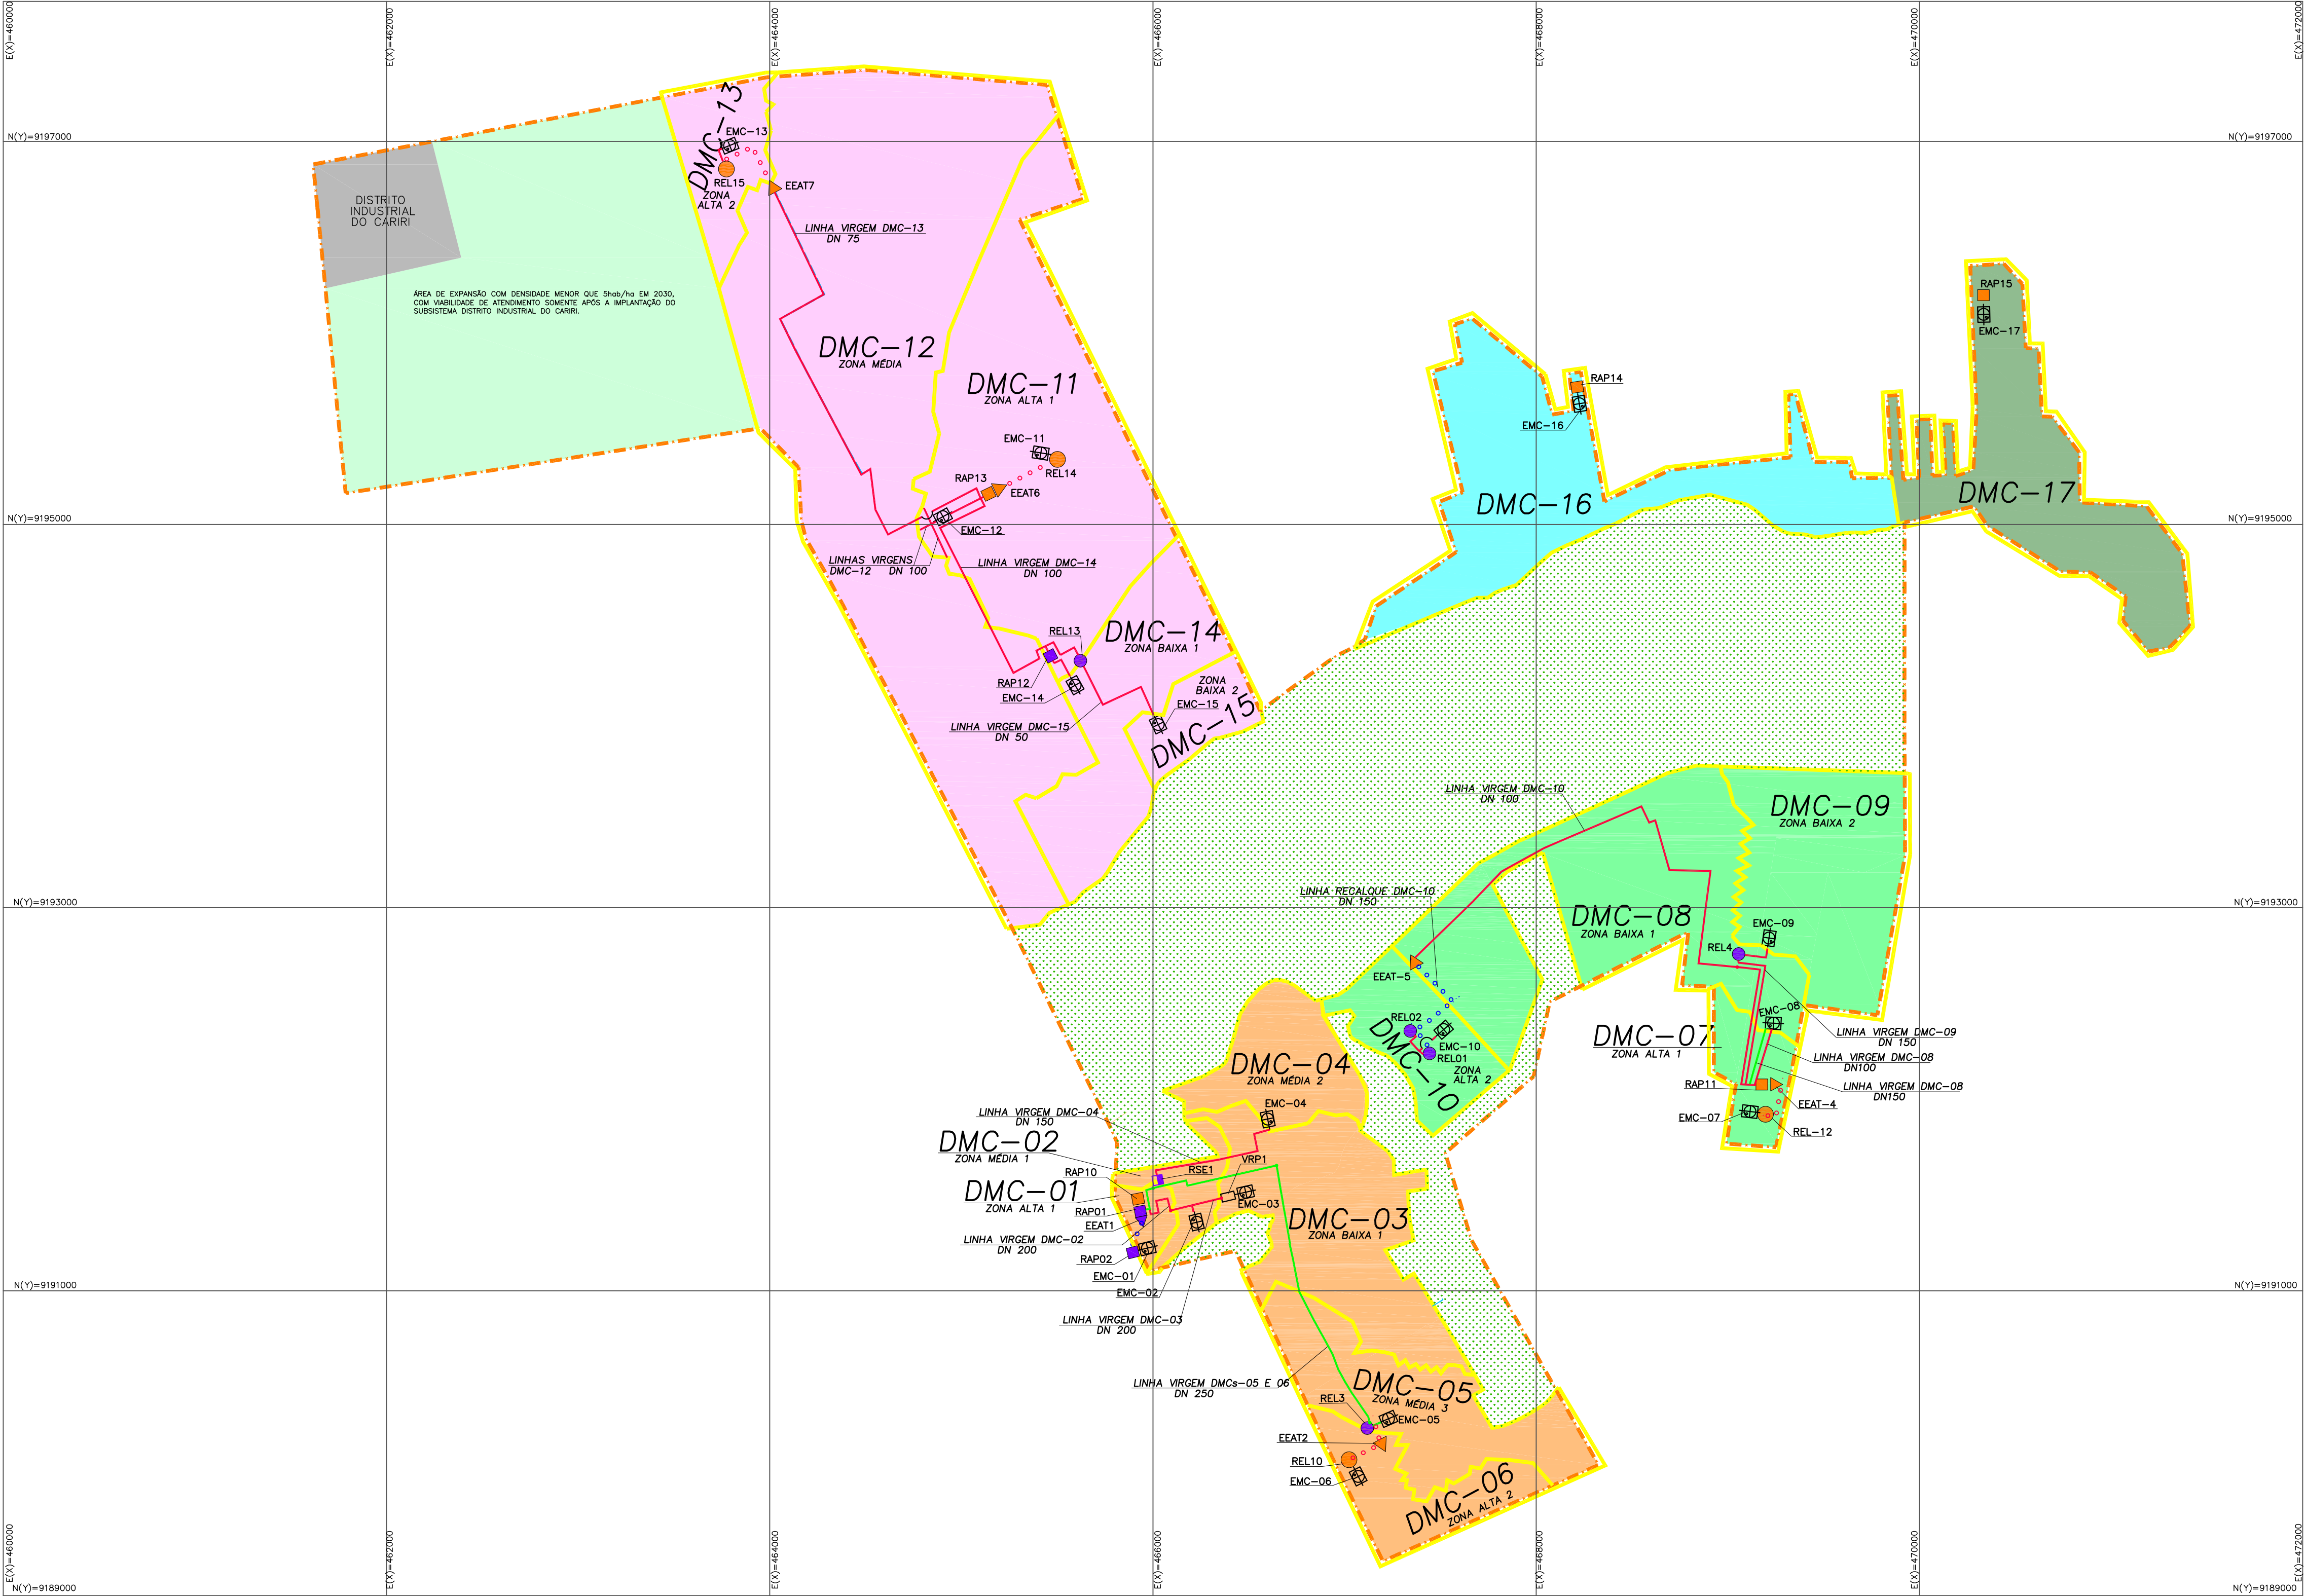 E(X)=460000
E(X)=462000
E(X)=464000
E(X)=466000
E(X)=468000
E(X)=470000
E(X)=472000
N(Y)=9197000
N(Y)=9197000
DMC-13
EMC-13
REL15
ZONA
ALTA 2
EEAT7
DISTRITO
INDUSTRIAL
DO CARIRI
LINHA VIRGEM DMC-13
DN 75
ÁREA DE EXPANSÃO COM DENSIDADE MENOR QUE 5hab/ha EM 2030,
COM VIABILIDADE DE ATENDIMENTO SOMENTE APÓS A IMPLANTAÇÃO DO
SUBSISTEMA DISTRITO INDUSTRIAL DO CARIRI.
RAP15
EMC-17
DMC-12
ZONA MÉDIA
DMC-11
ZONA ALTA 1
RAP14
EMC-16
EMC-11
REL14
RAP13
EEAT6
DMC-16
DMC-17
N(Y)=9195000
N(Y)=9195000
EMC-12
LINHAS VIRGENS
DMC-12 DN 100
LINHA VIRGEM DMC-14
DN 100
REL13
DMC-14
ZONA BAIXA 1
RAP12
EMC-14
ZONA
BAIXA 2
EMC-15
DMC-15
LINHA VIRGEM DMC-15
DN 50
LINHA VIRGEM DMC-10
DN 100
DMC-09
ZONA BAIXA 2
LINHA RECALQUE DMC-10
DN 150
N(Y)=9193000
N(Y)=9193000
DMC-08
ZONA BAIXA 1
EMC-09
REL4
EEAT-5
EMC-08
REL02
EMC-10
REL01
DMC-10
ZONA
ALTA 2
DMC-07
ZONA ALTA 1
LINHA VIRGEM DMC-09
DN 150
LINHA VIRGEM DMC-08
DN100
LINHA VIRGEM DMC-08
DN150
RAP11
EEAT-4
EMC-07
REL-12
DMC-04
ZONA MÉDIA 2
EMC-04
LINHA VIRGEM DMC-04
DN 150
DMC-02
ZONA MÉDIA 1
VRP1
RSE1
RAP10
DMC-01
ZONA ALTA 1
EMC-03
RAP01
EEAT1
DMC-03
ZONA BAIXA 1
LINHA VIRGEM DMC-02
DN 200
RAP02
EMC-01
EMC-02
N(Y)=9191000
N(Y)=9191000
LINHA VIRGEM DMC-03
DN 200
LINHA VIRGEM DMCs-05 E 06
DN 250
DMC-05
ZONA MÉDIA 3
REL3
EMC-05
EEAT2
REL10
EMC-06
DMC-06
ZONA ALTA 2
E(X)=460000
E(X)=462000
E(X)=464000
E(X)=466000
E(X)=468000
E(X)=470000
E(X)=472000
N(Y)=9189000
N(Y)=9189000